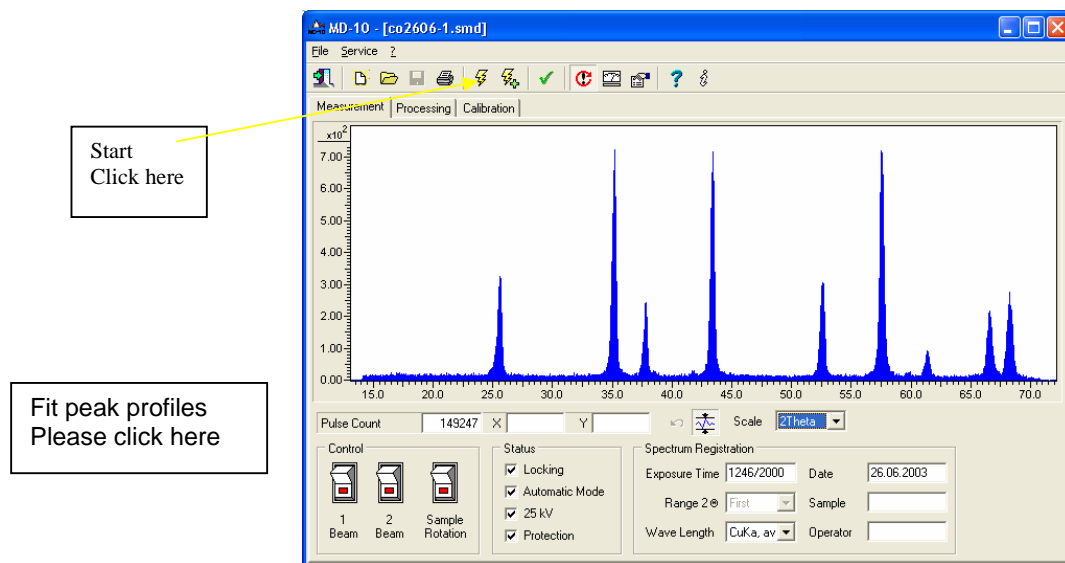 MD-10 - [co2606-1.smd]
File Service ?
Measurement Processing Calibration
Start
Click here
Fit peak profiles
Please click here
x10²
7.00
6.00
5.00
4.00
3.00
2.00
1.00
0.00
15.0 20.0 25.0 30.0 35.0 40.0 45.0 50.0 55.0 60.0 65.0 70.0
Pulse Count 149247 X Y Scale 2Theta
Control
1 Beam
2 Beam
Sample Rotation
Status
Locking
Automatic Mode
25 kV
Protection
Spectrum Registration
Exposure Time 1246/2000 Date 26.06.2003
Range 2Θ First Sample
Wave Length CuKa, av Operator